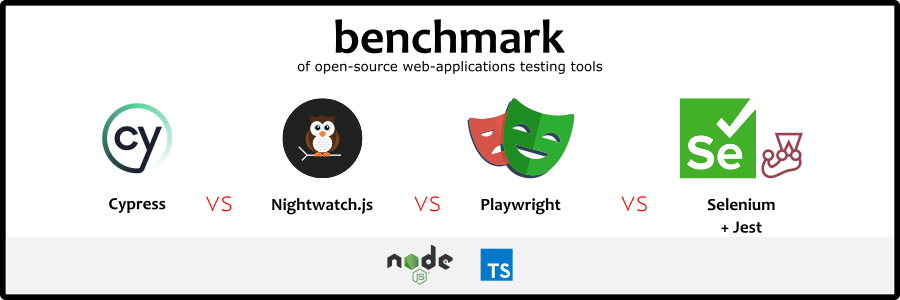 benchmark
of open-source web-applications testing tools
cy
Se
Cypress VS Nightwatch.js VS Playwright VS Selenium
+ Jest
node
JS
TS